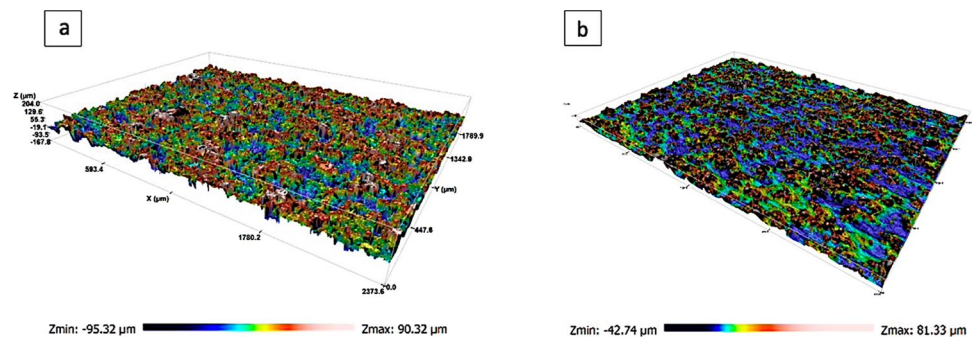 a
b
Z (µm)
204.0
129.6
55.3
-19.1
-93.5
-167.8
593.4
X (µm)
1780.2
2373.6
0.0
447.6
Y (µm)
1342.9
1789.9
Zmin: -95.32 µm Zmax: 90.32 µm
Zmin: -42.74 µm Zmax: 81.33 µm